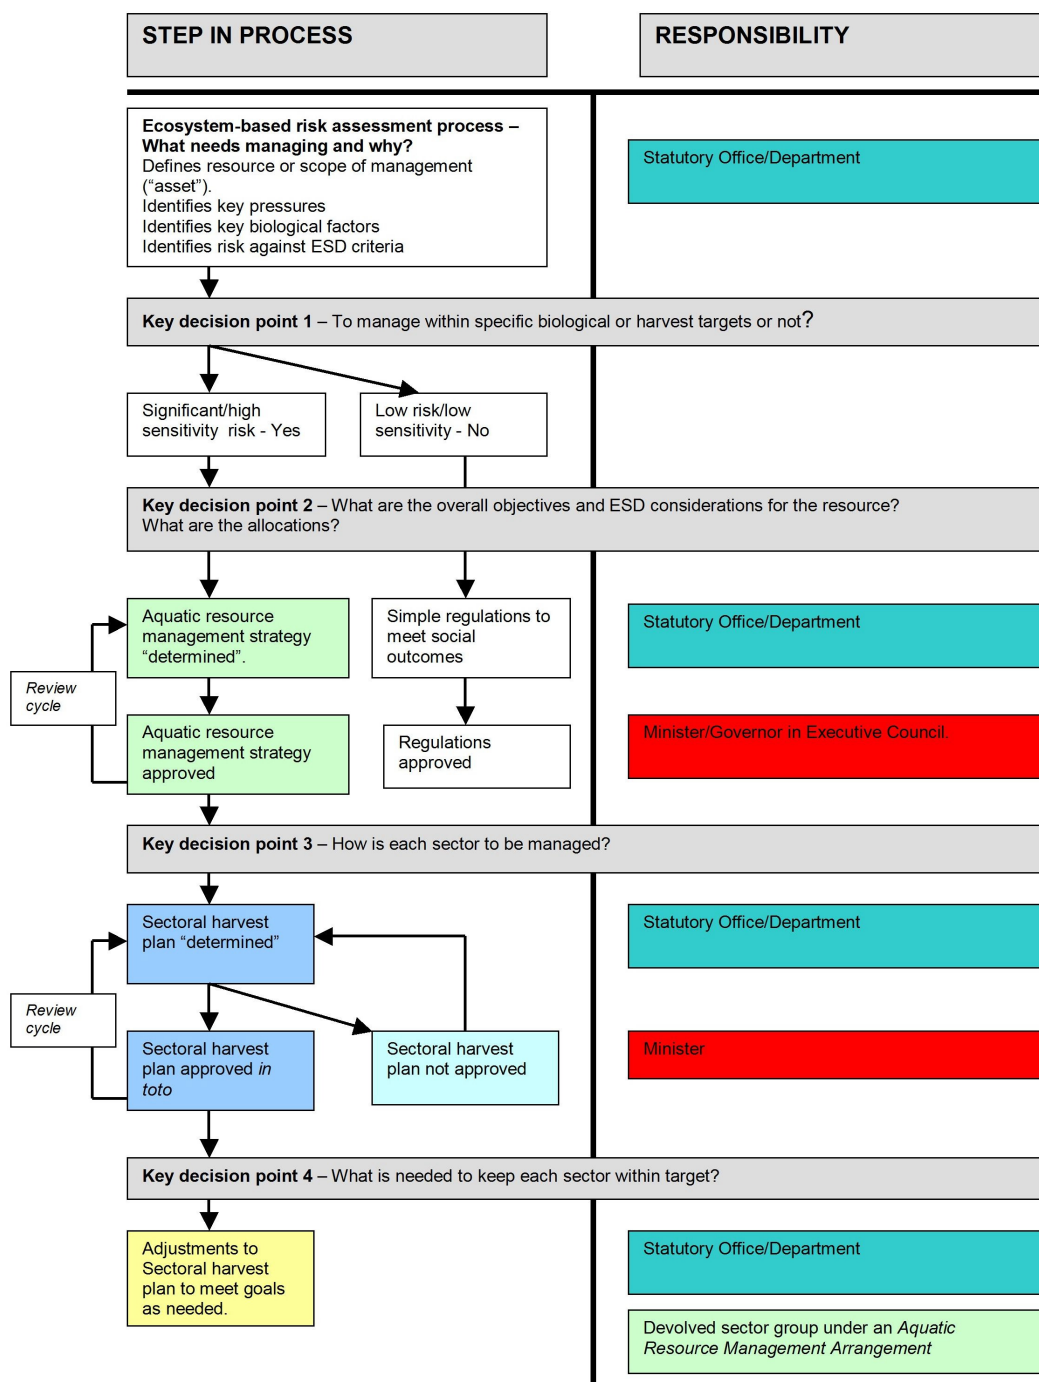 STEP IN PROCESS
RESPONSIBILITY
Ecosystem-based risk assessment process –
What needs managing and why?
Defines resource or scope of management
(“asset”).
Identifies key pressures
Identifies key biological factors
Identifies risk against ESD criteria
Statutory Office/Department
Key decision point 1 – To manage within specific biological or harvest targets or not?
Significant/high
sensitivity risk - Yes
Low risk/low
sensitivity - No
Key decision point 2 – What are the overall objectives and ESD considerations for the resource?
What are the allocations?
Aquatic resource
management strategy
“determined”.
Simple regulations to
meet social
outcomes
Statutory Office/Department
Review
cycle
Aquatic resource
management strategy
approved
Regulations
approved
Minister/Governor in Executive Council.
Key decision point 3 – How is each sector to be managed?
Sectoral harvest
plan “determined”
Statutory Office/Department
Review
cycle
Sectoral harvest
plan approved in
toto
Sectoral harvest
plan not approved
Minister
Key decision point 4 – What is needed to keep each sector within target?
Adjustments to
Sectoral harvest
plan to meet goals
as needed.
Statutory Office/Department
Devolved sector group under an Aquatic
Resource Management Arrangement